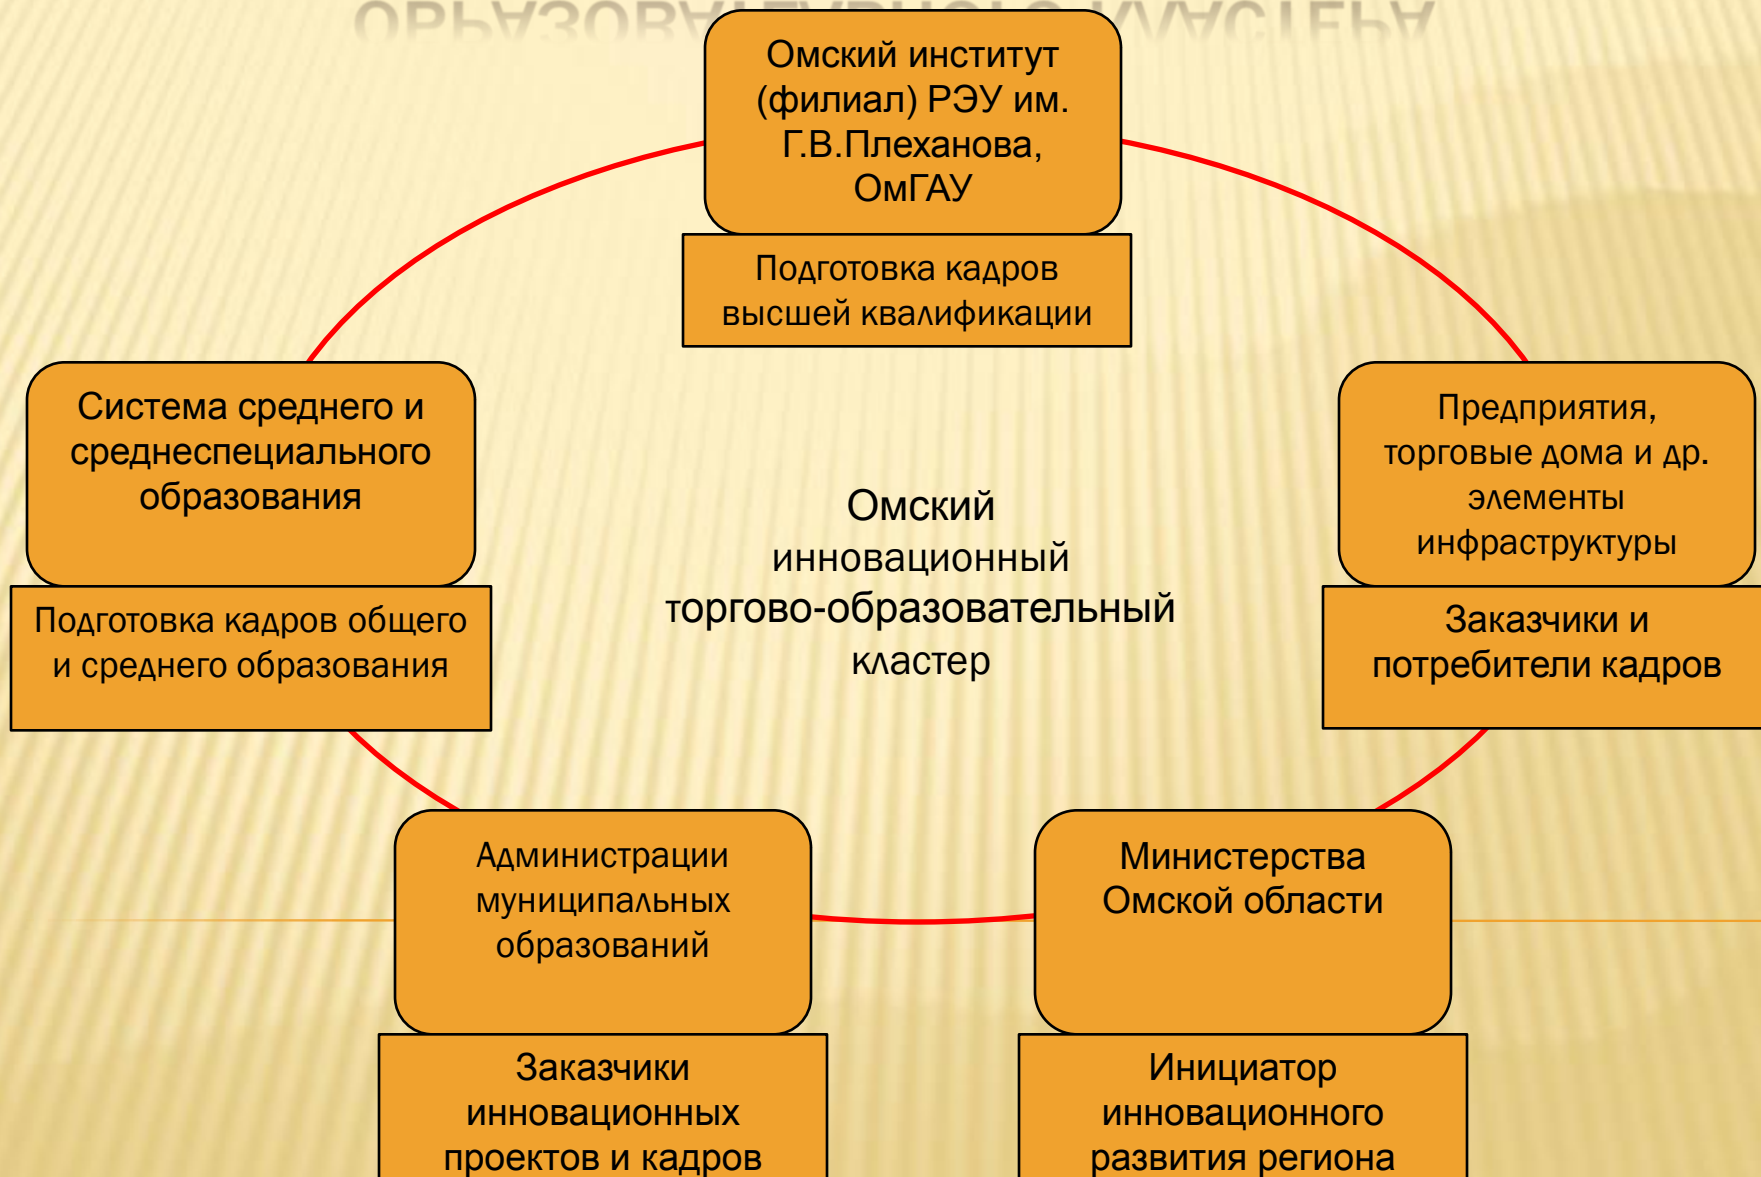 ОБРАЗОВАТЕЛЬНОГО КЛАСТЕРА
Омский институт
(филиал) РЭУ им.
Г.В.Плеханова,
ОмГАУ
Подготовка кадров
высшей квалификации
Система среднего и
среднеспециального
образования
Подготовка кадров общего
и среднего образования
Предприятия,
торговые дома и др.
элементы
инфраструктуры
Заказчики и
потребители кадров
Омский
инновационный
торгово-образовательный
кластер
Администрации
муниципальных
образований
Заказчики
инновационных
проектов и кадров
Министерства
Омской области
Инициатор
инновационного
развития региона